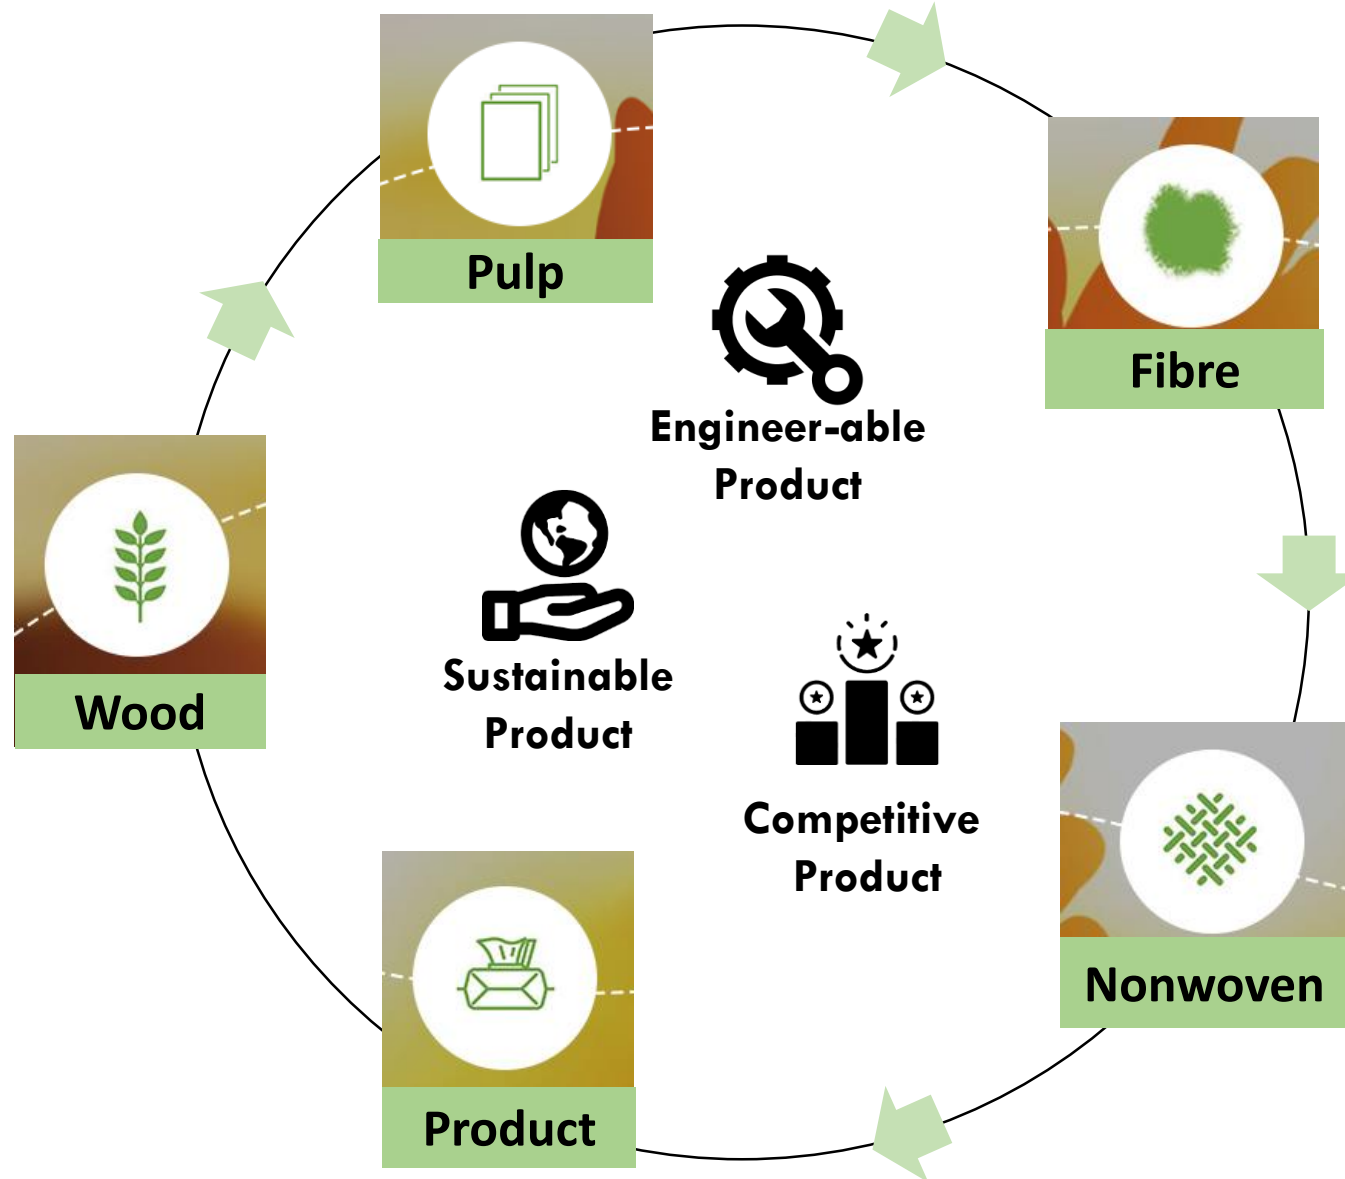 Pulp
Fibre
Engineer-able
Product
Sustainable
Product
Wood
Competitive
Product
Nonwoven
Product